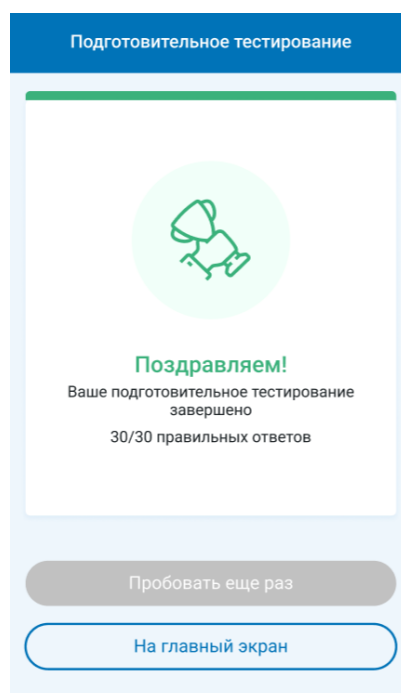 Подготовительное тестирование
Поздравляем!
Ваше подготовительное тестирование
завершено
30/30 правильных ответов
Пробовать еще раз
На главный экран